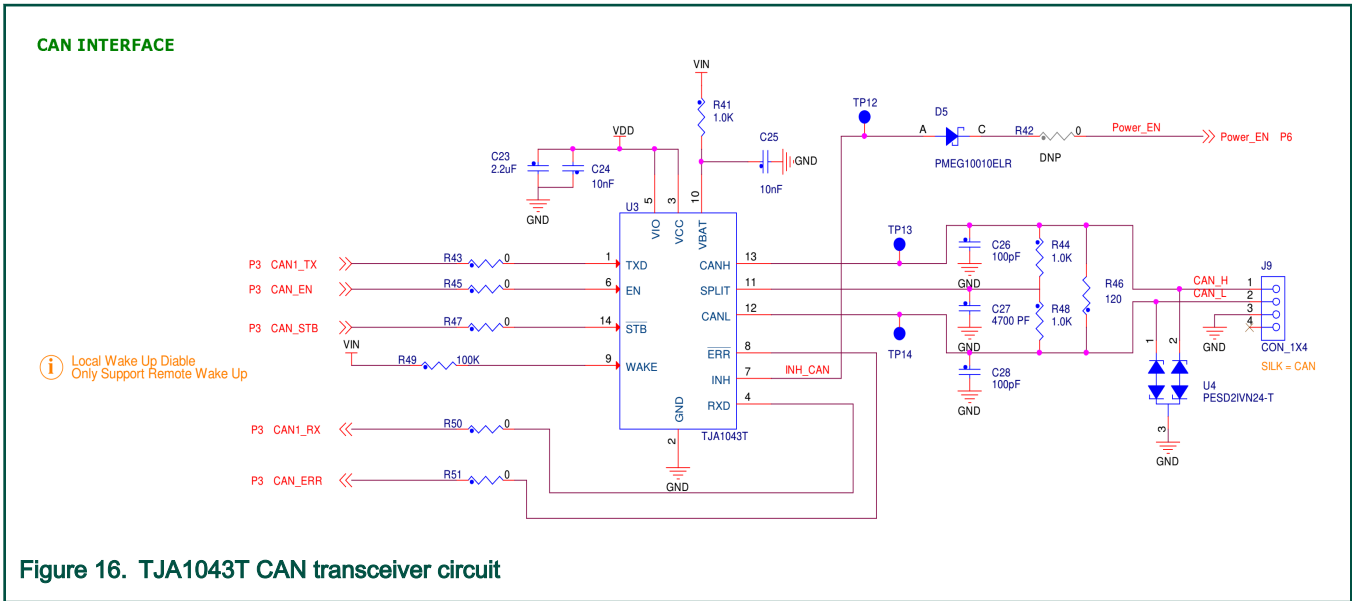 CAN INTERFACE
VIN
R41
1.0K
C25
GND
10nF
TP12
D5
A
C
PMEG10010ELR
R42
0
DNP
Power_EN
Power_EN P6
VDD
C23
2.2uF
C24
10nF
GND
U3
5
3
10
VIO
VCC
VBAT
P3 CAN1_TX
R43
0
1
TXD
P3 CAN_EN
R45
0
6
EN
P3 CAN_STB
R47
0
14
STB
VIN
R49
100K
9
WAKE
i
Local Wake Up Diable
Only Support Remote Wake Up
CANH
13
SPLIT
11
CANL
12
ERR
8
INH
7
INH_CAN
RXD
4
GND
2
GND
TJA1043T
P3 CAN1_RX
R50
0
P3 CAN_ERR
R51
0
TP13
TP14
C26
100pF
GND
C27
4700 PF
GND
C28
100pF
GND
R44
1.0K
R48
1.0K
R46
120
CAN_H
CAN_L
J9
1
2
3
4
GND
CON_1X4
SILK = CAN
1
2
U4
PESD2IVN24-T
3
GND
Figure 16. TJA1043T CAN transceiver circuit